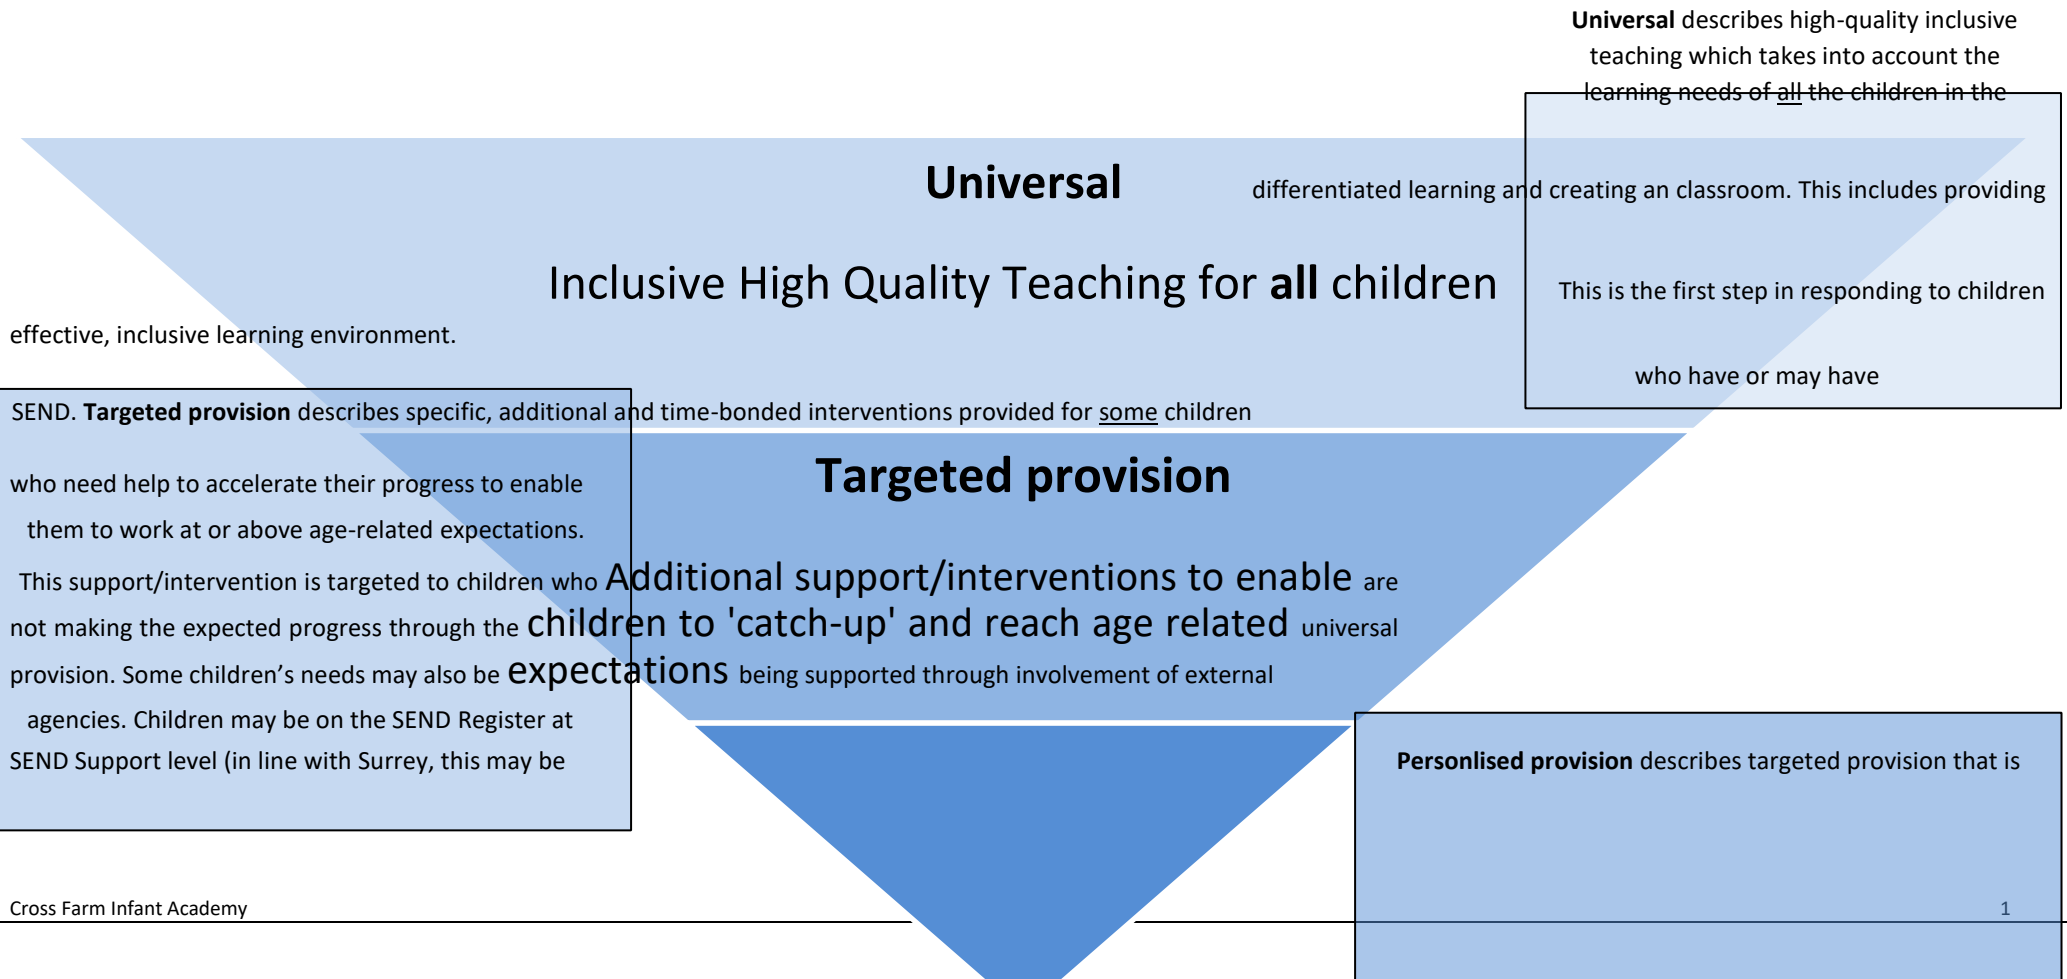 Universal describes high-quality inclusive
teaching which takes into account the
learning needs of all the children in the
Universal differentiated learning and creating an classroom. This includes providing
Inclusive High Quality Teaching for all children This is the first step in responding to children
effective, inclusive learning environment.
who have or may have
SEND. Targeted provision describes specific, additional and time-bonded interventions provided for some children
who need help to accelerate their progress to enable Targeted provision
them to work at or above age-related expectations.
This support/intervention is targeted to children who Additional support/interventions to enable are
not making the expected progress through the children to 'catch-up' and reach age related universal
provision. Some children’s needs may also be expectations being supported through involvement of external
agencies. Children may be on the SEND Register at
SEND Support level (in line with Surrey, this may be Personlised provision describes targeted provision that is
Cross Farm Infant Academy 1